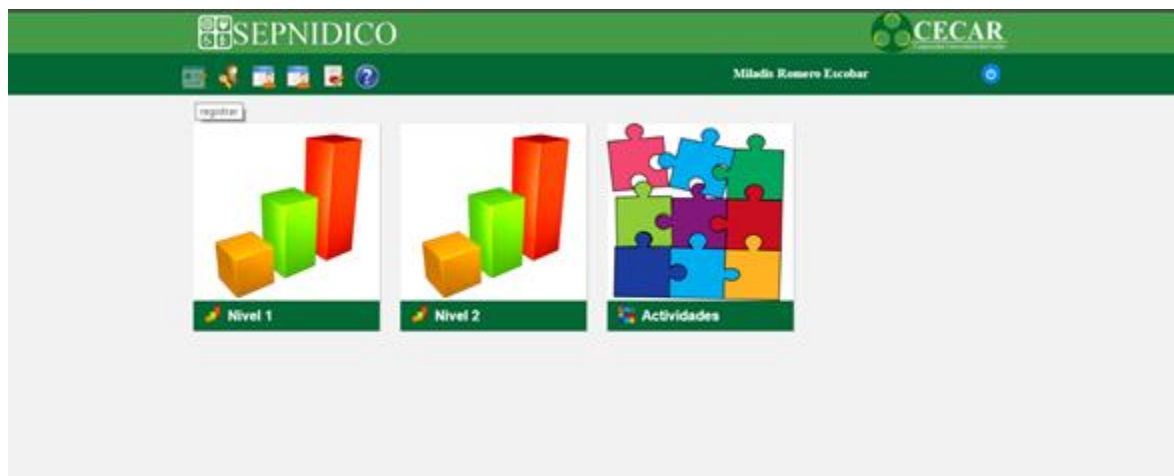 SEPNIDICO
CECAR
Miladis Romero Escobar
registrar
Nivel 1
Nivel 2
Actividades